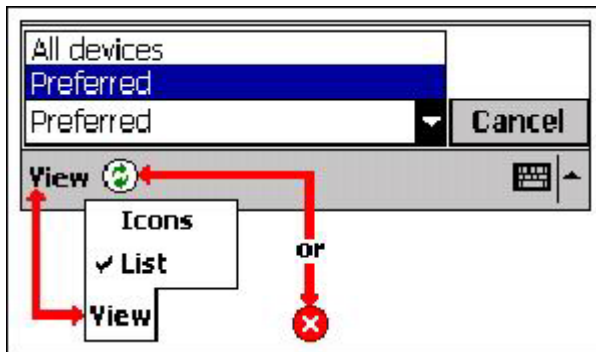 All devices
Preferred
Preferred
Cancel
View
Icons
✓ List
or
View